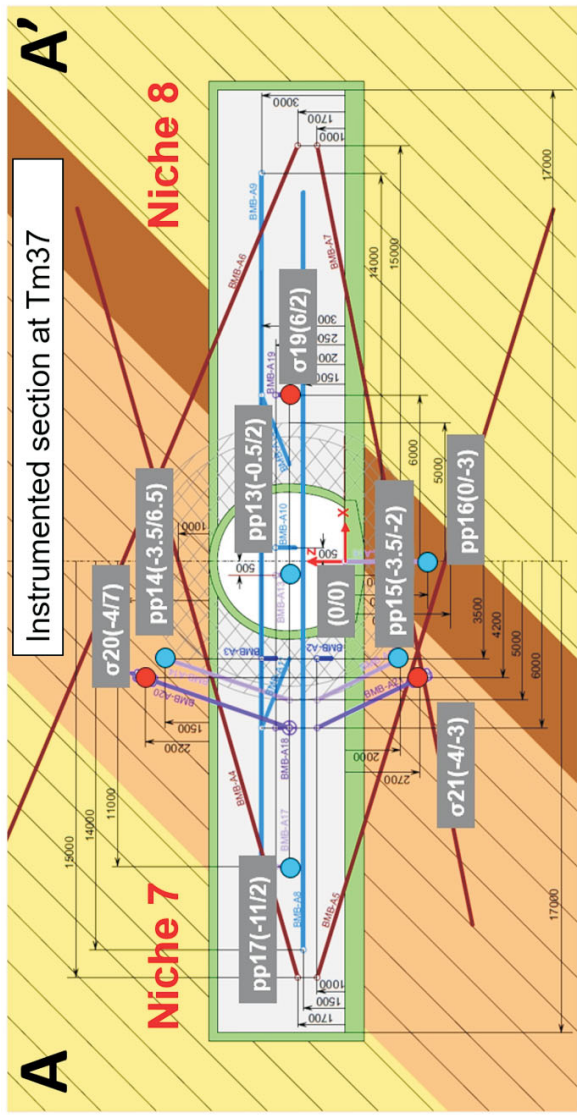 A
Instrumented section at Tm37
A'
Niche 7
Niche 8
σ20(-4/7)
pp14(-3.5/6.5)
pp13(-0.5/2)
σ19(6/2)
pp17(-11/2)
(0/0)
pp15(-3.5/-2)
pp16(0/-3)
σ21(-4/-3)
15000
14000
11000
2200
1500
1000
500
500
BMB-A4
BMB-A6
BMB-A20
BMB-A3
BMB-A10
BMB-A19
BMB-A9
BMB-A17
BMB-A18
BMB-A2
BMB-A8
BMB-A5
BMB-A7
Z
X
3000
1700
1000
300
250
200
1500
1700
1500
1000
2000
2700
3500
4200
5000
6000
5000
6000
14000
15000
17000
17000